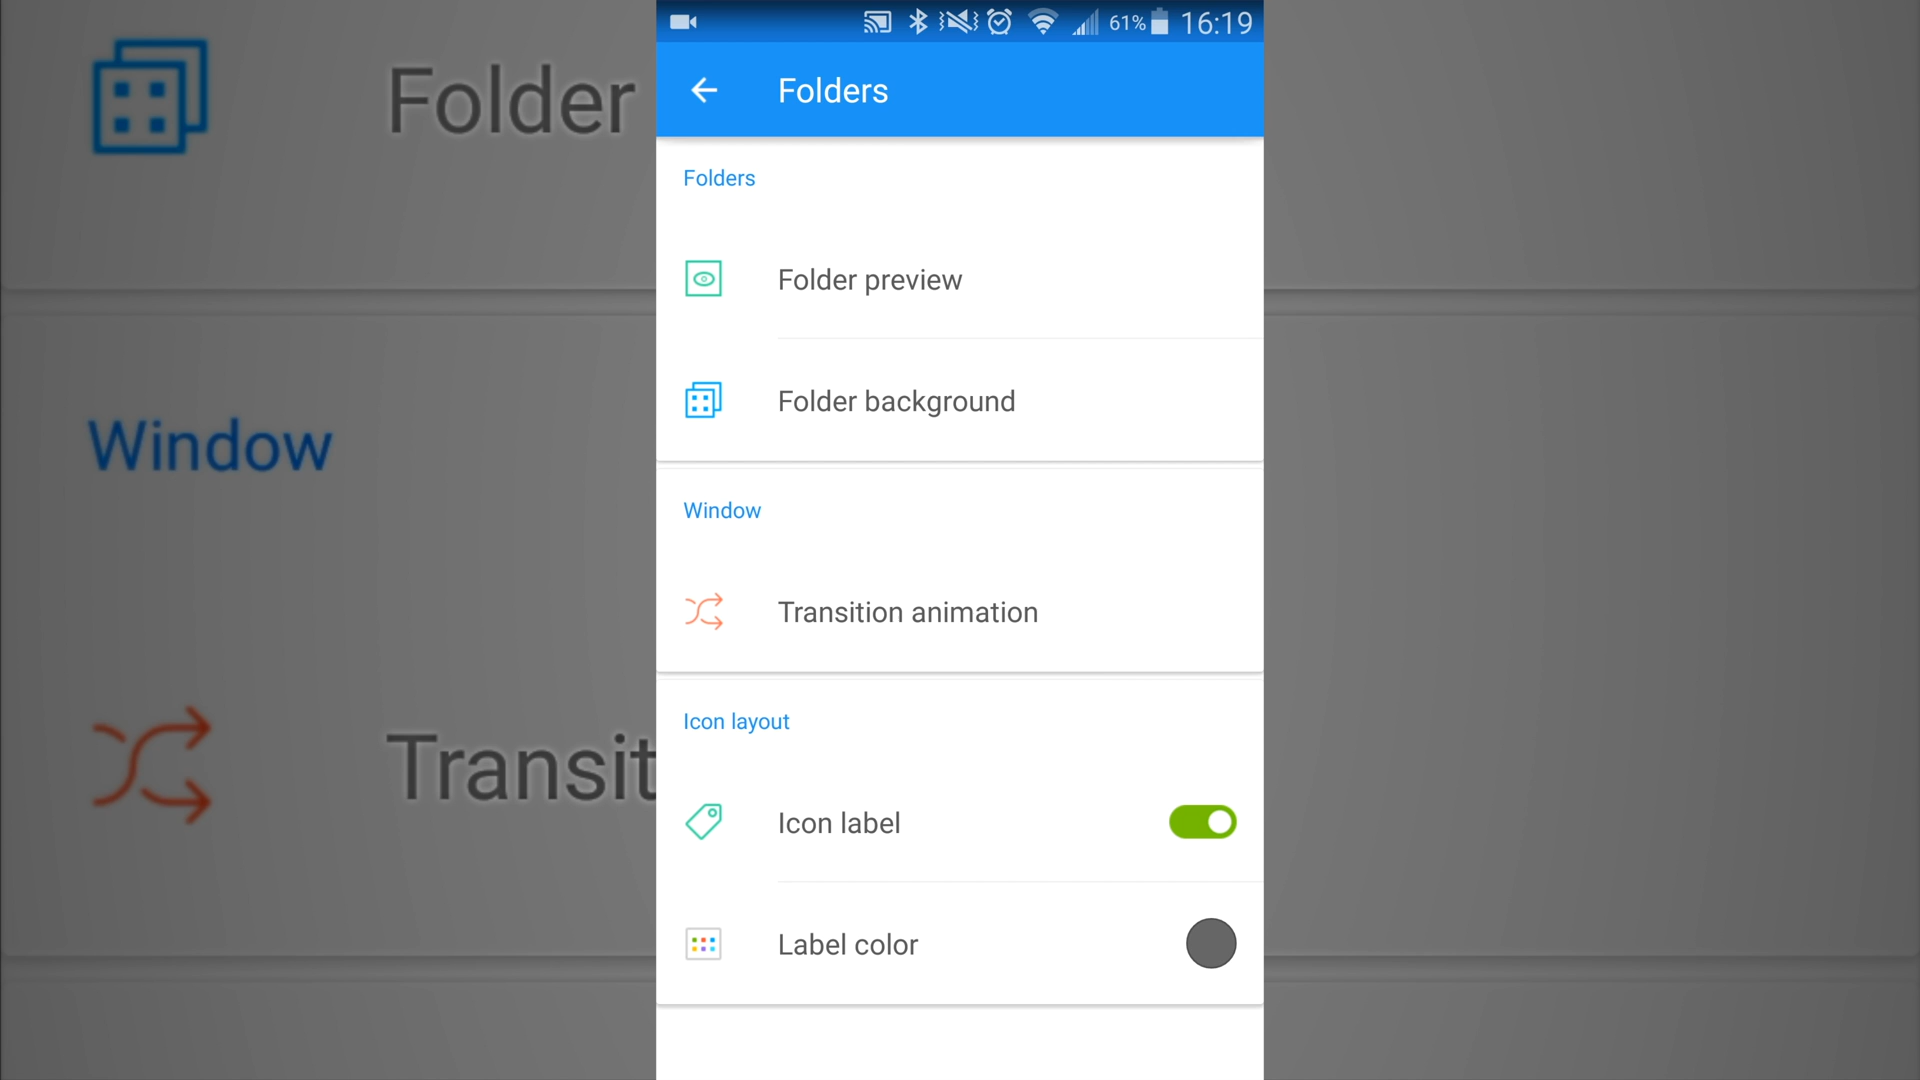 61% 16:19
Folders
Folders
Folder preview
Folder background
Window
Transition animation
Icon layout
Icon label
Label color
Folder
Window
Transit